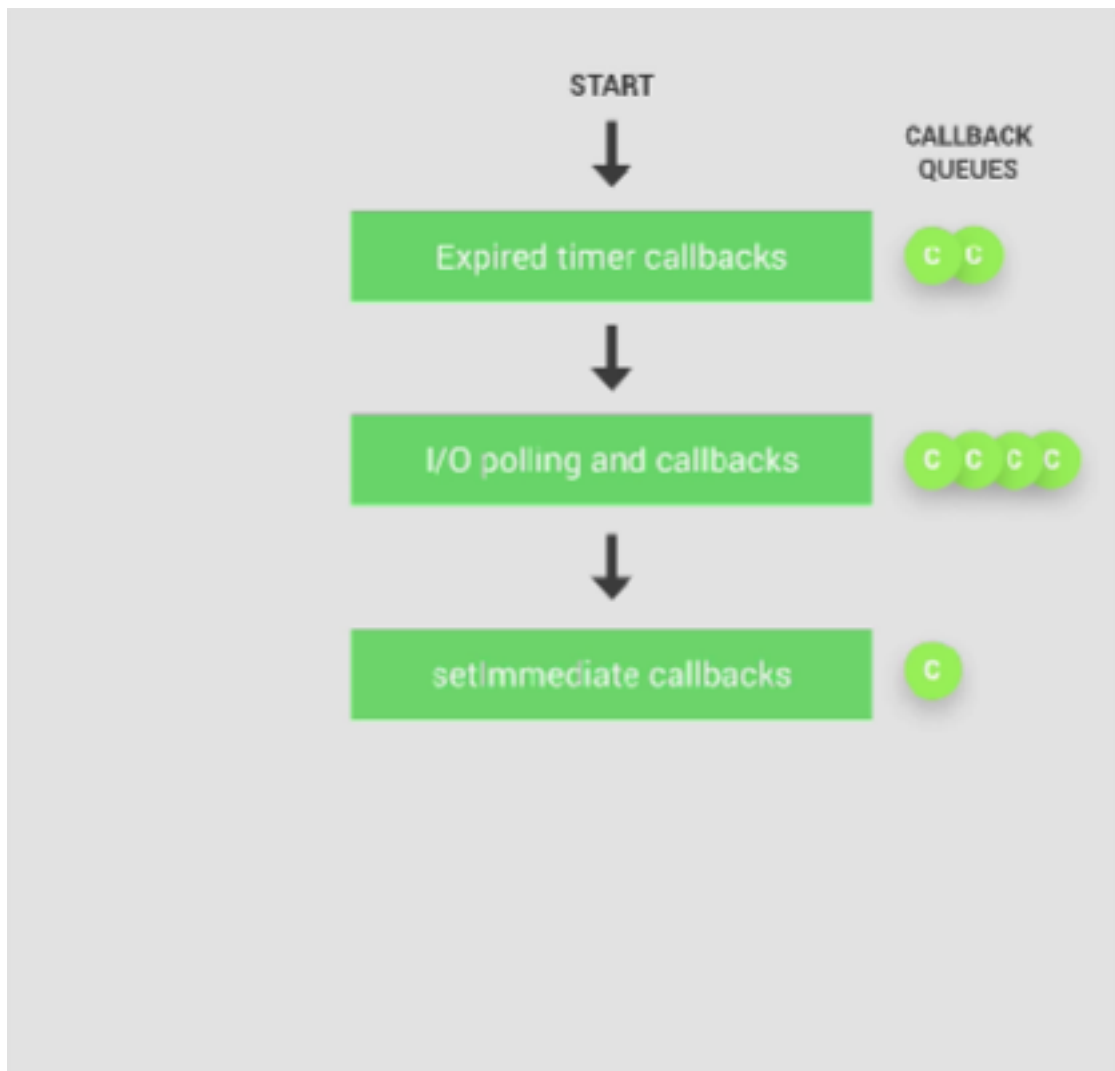 START
CALLBACK
QUEUES
Expired timer callbacks
C C
I/O polling and callbacks
C C C C
setImmediate callbacks
C